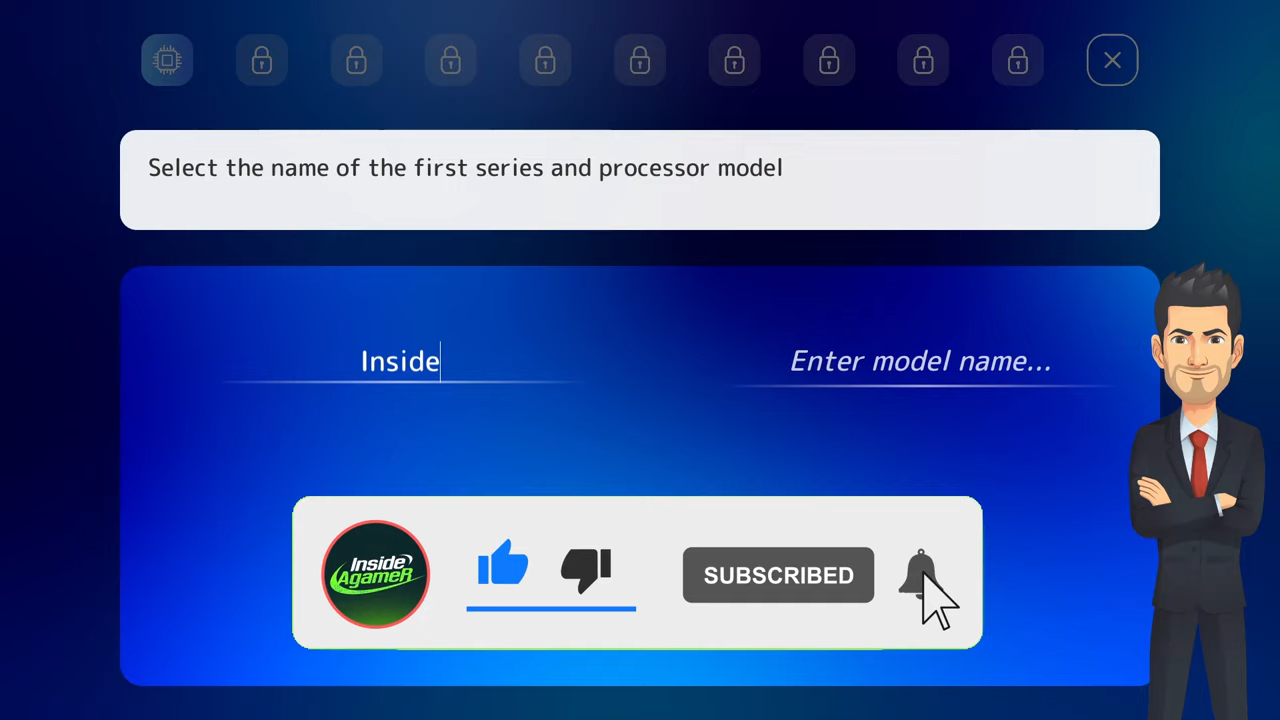 Select the name of the first series and processor model
Inside
Enter model name...
Inside
AgameR
SUBSCRIBED